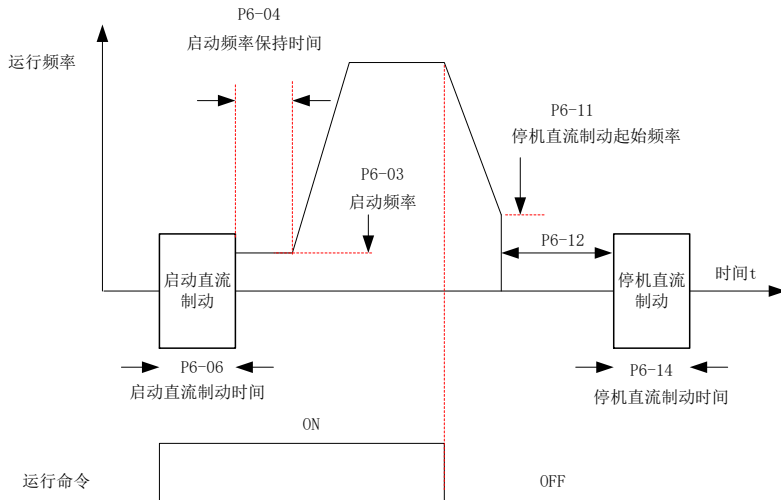 P6-04
启动频率保持时间
运行频率
P6-11
停机直流制动起始频率
P6-03
启动频率
P6-12
启动直流
制动
停机直流
制动
时间t
P6-06
启动直流制动时间
P6-14
停机直流制动时间
ON
运行命令
OFF